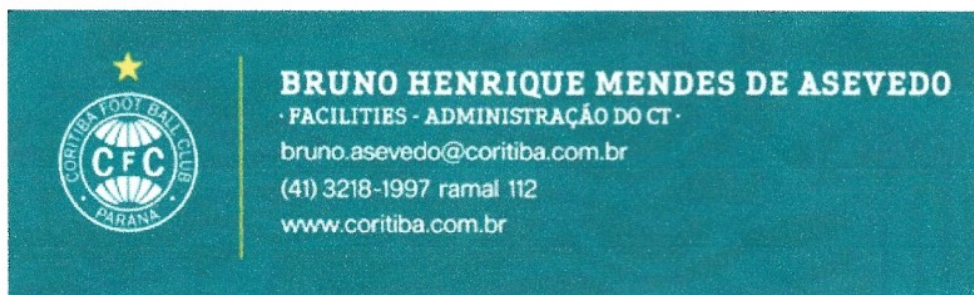 CORITIBA FOOT BALL CLUB
CFC
· PARANÁ ·
BRUNO HENRIQUE MENDES DE ASEVEDO
· FACILITIES - ADMINISTRAÇÃO DO CT ·
bruno.asevedo@coritiba.com.br
(41) 3218-1997 ramal 112
www.coritiba.com.br